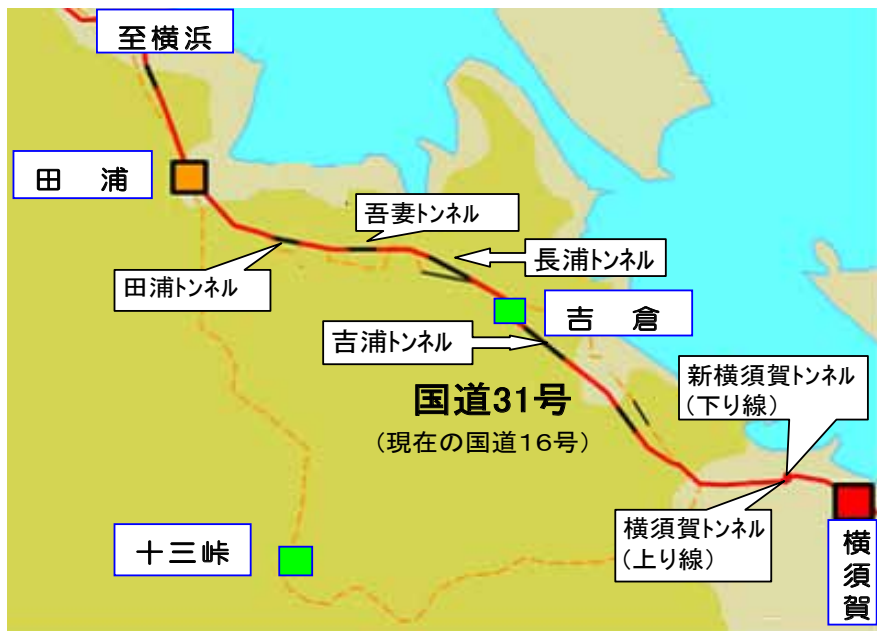 至横浜
田　浦
吾妻トンネル
長浦トンネル
田浦トンネル
吉　倉
吉浦トンネル
新横須賀トンネル
(下り線)
国道31号
（現在の国道16号）
横須賀トンネル
(上り線)
十三峠
横
須
賀